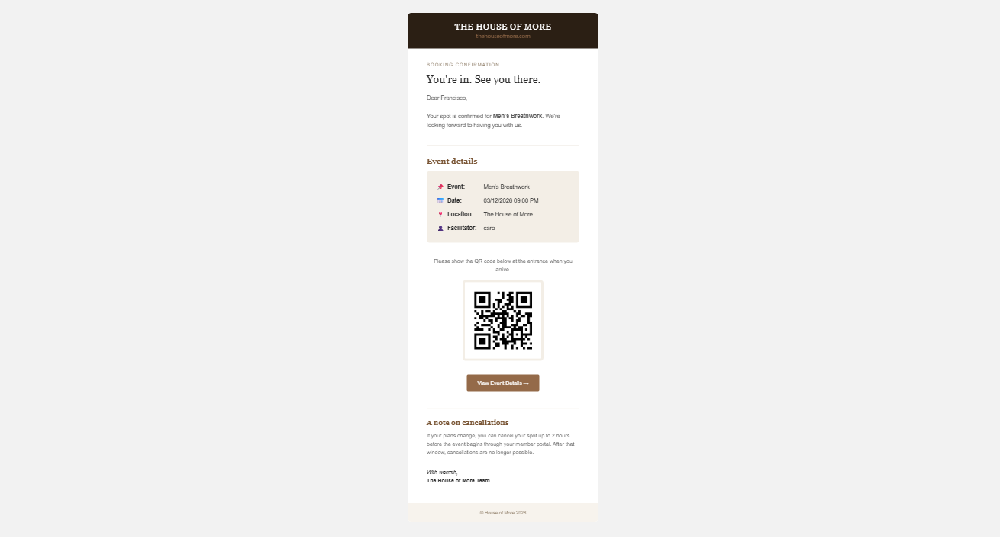 THE HOUSE OF MORE
thehouseofmore.com
BOOKING CONFIRMATION
You're in. See you there.
Dear Francisco,
Your spot is confirmed for Men's Breathwork. We're
looking forward to having you with us.
Event details
Event: Men's Breathwork
Date: 03/12/2026 09:00 PM
Location: The House of More
Facilitator: caro
Please show the QR code below at the entrance when you
arrive.
View Event Details →
A note on cancellations
If your plans change, you can cancel your spot up to 2 hours
before the event begins through your member portal. After that
window, cancellations are no longer possible.
With warmth,
The House of More Team
© House of More 2026